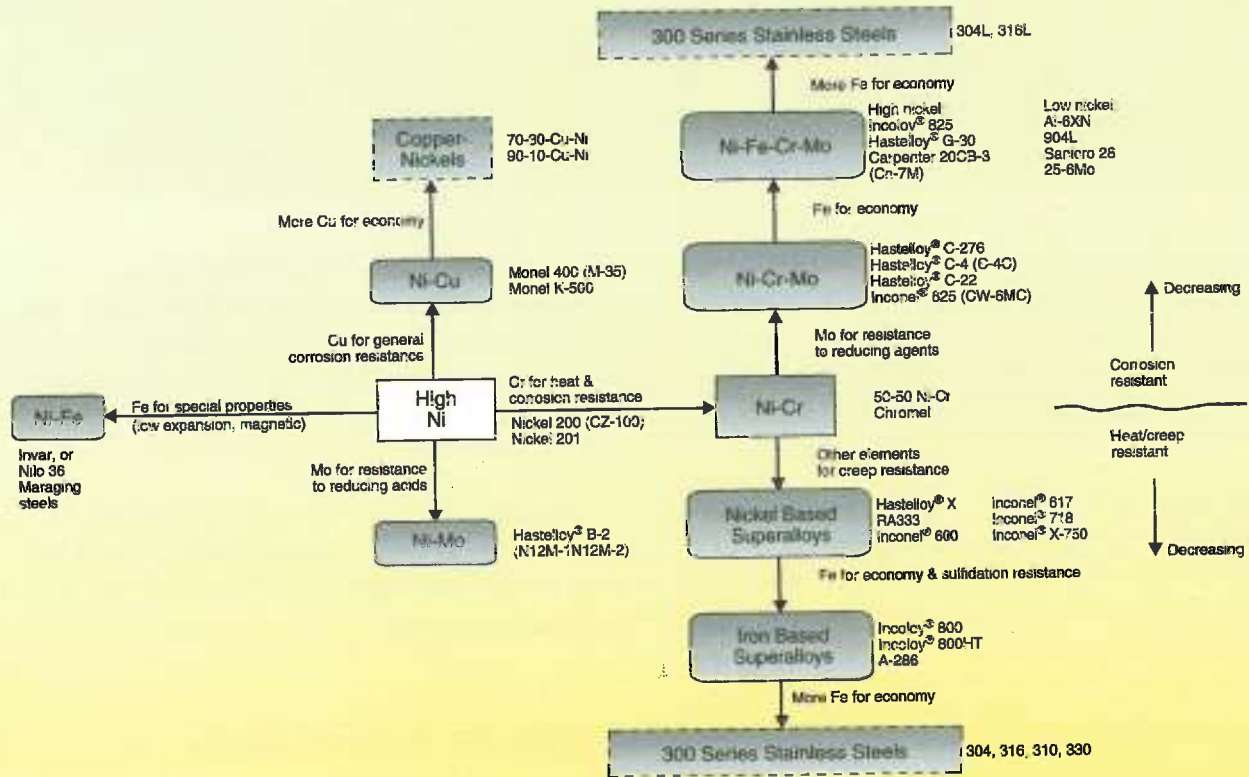 300 Series Stainless Steels
304L, 316L
More Fe for economy
Ni-Fe-Cr-Mo
High nickel
Incoloy® 825
Hastelloy® G-30
Carpenter 20CB-3
(Cn-7M)
Low nickel
Al-6XN
904L
Sanicro 28
25-6Mo
Fe for economy
Copper-
Nickels
70-30-Cu-Ni
90-10-Cu-Ni
More Cu for economy
Ni-Cu
Monel 400 (M-35)
Monel K-500
Ni-Cr-Mo
Hastelloy® C-276
Hastelloy® C-4 (C-4C)
Hastelloy® C-22
Inconel® 625 (CW-6MC)
Decreasing
Cu for general
corrosion resistance
Mo for resistance
to reducing agents
Corrosion
resistant
Ni-Fe
Fe for special properties
(low expansion, magnetic)
High
Ni
Cr for heat &
corrosion resistance
Nickel 200 (CZ-100)
Nickel 201
Ni-Cr
50-50 Ni-Cr
Chromel
Heat/creep
resistant
Invar, or
Nilo 36
Maraging
steels
Mo for resistance
to reducing acids
Other elements
for creep resistance
Ni-Mo
Hastelloy® B-2
(N12M-1N12M-2)
Nickel Based
Superalloys
Hastelloy® X
RA333
Inconel® 600
Inconel® 617
Inconel® 718
Inconel® X-750
Decreasing
Fe for economy & sulfidation resistance
Iron Based
Superalloys
Incoloy® 800
Incoloy® 800HT
A-286
More Fe for economy
300 Series Stainless Steels
304, 316, 310, 330